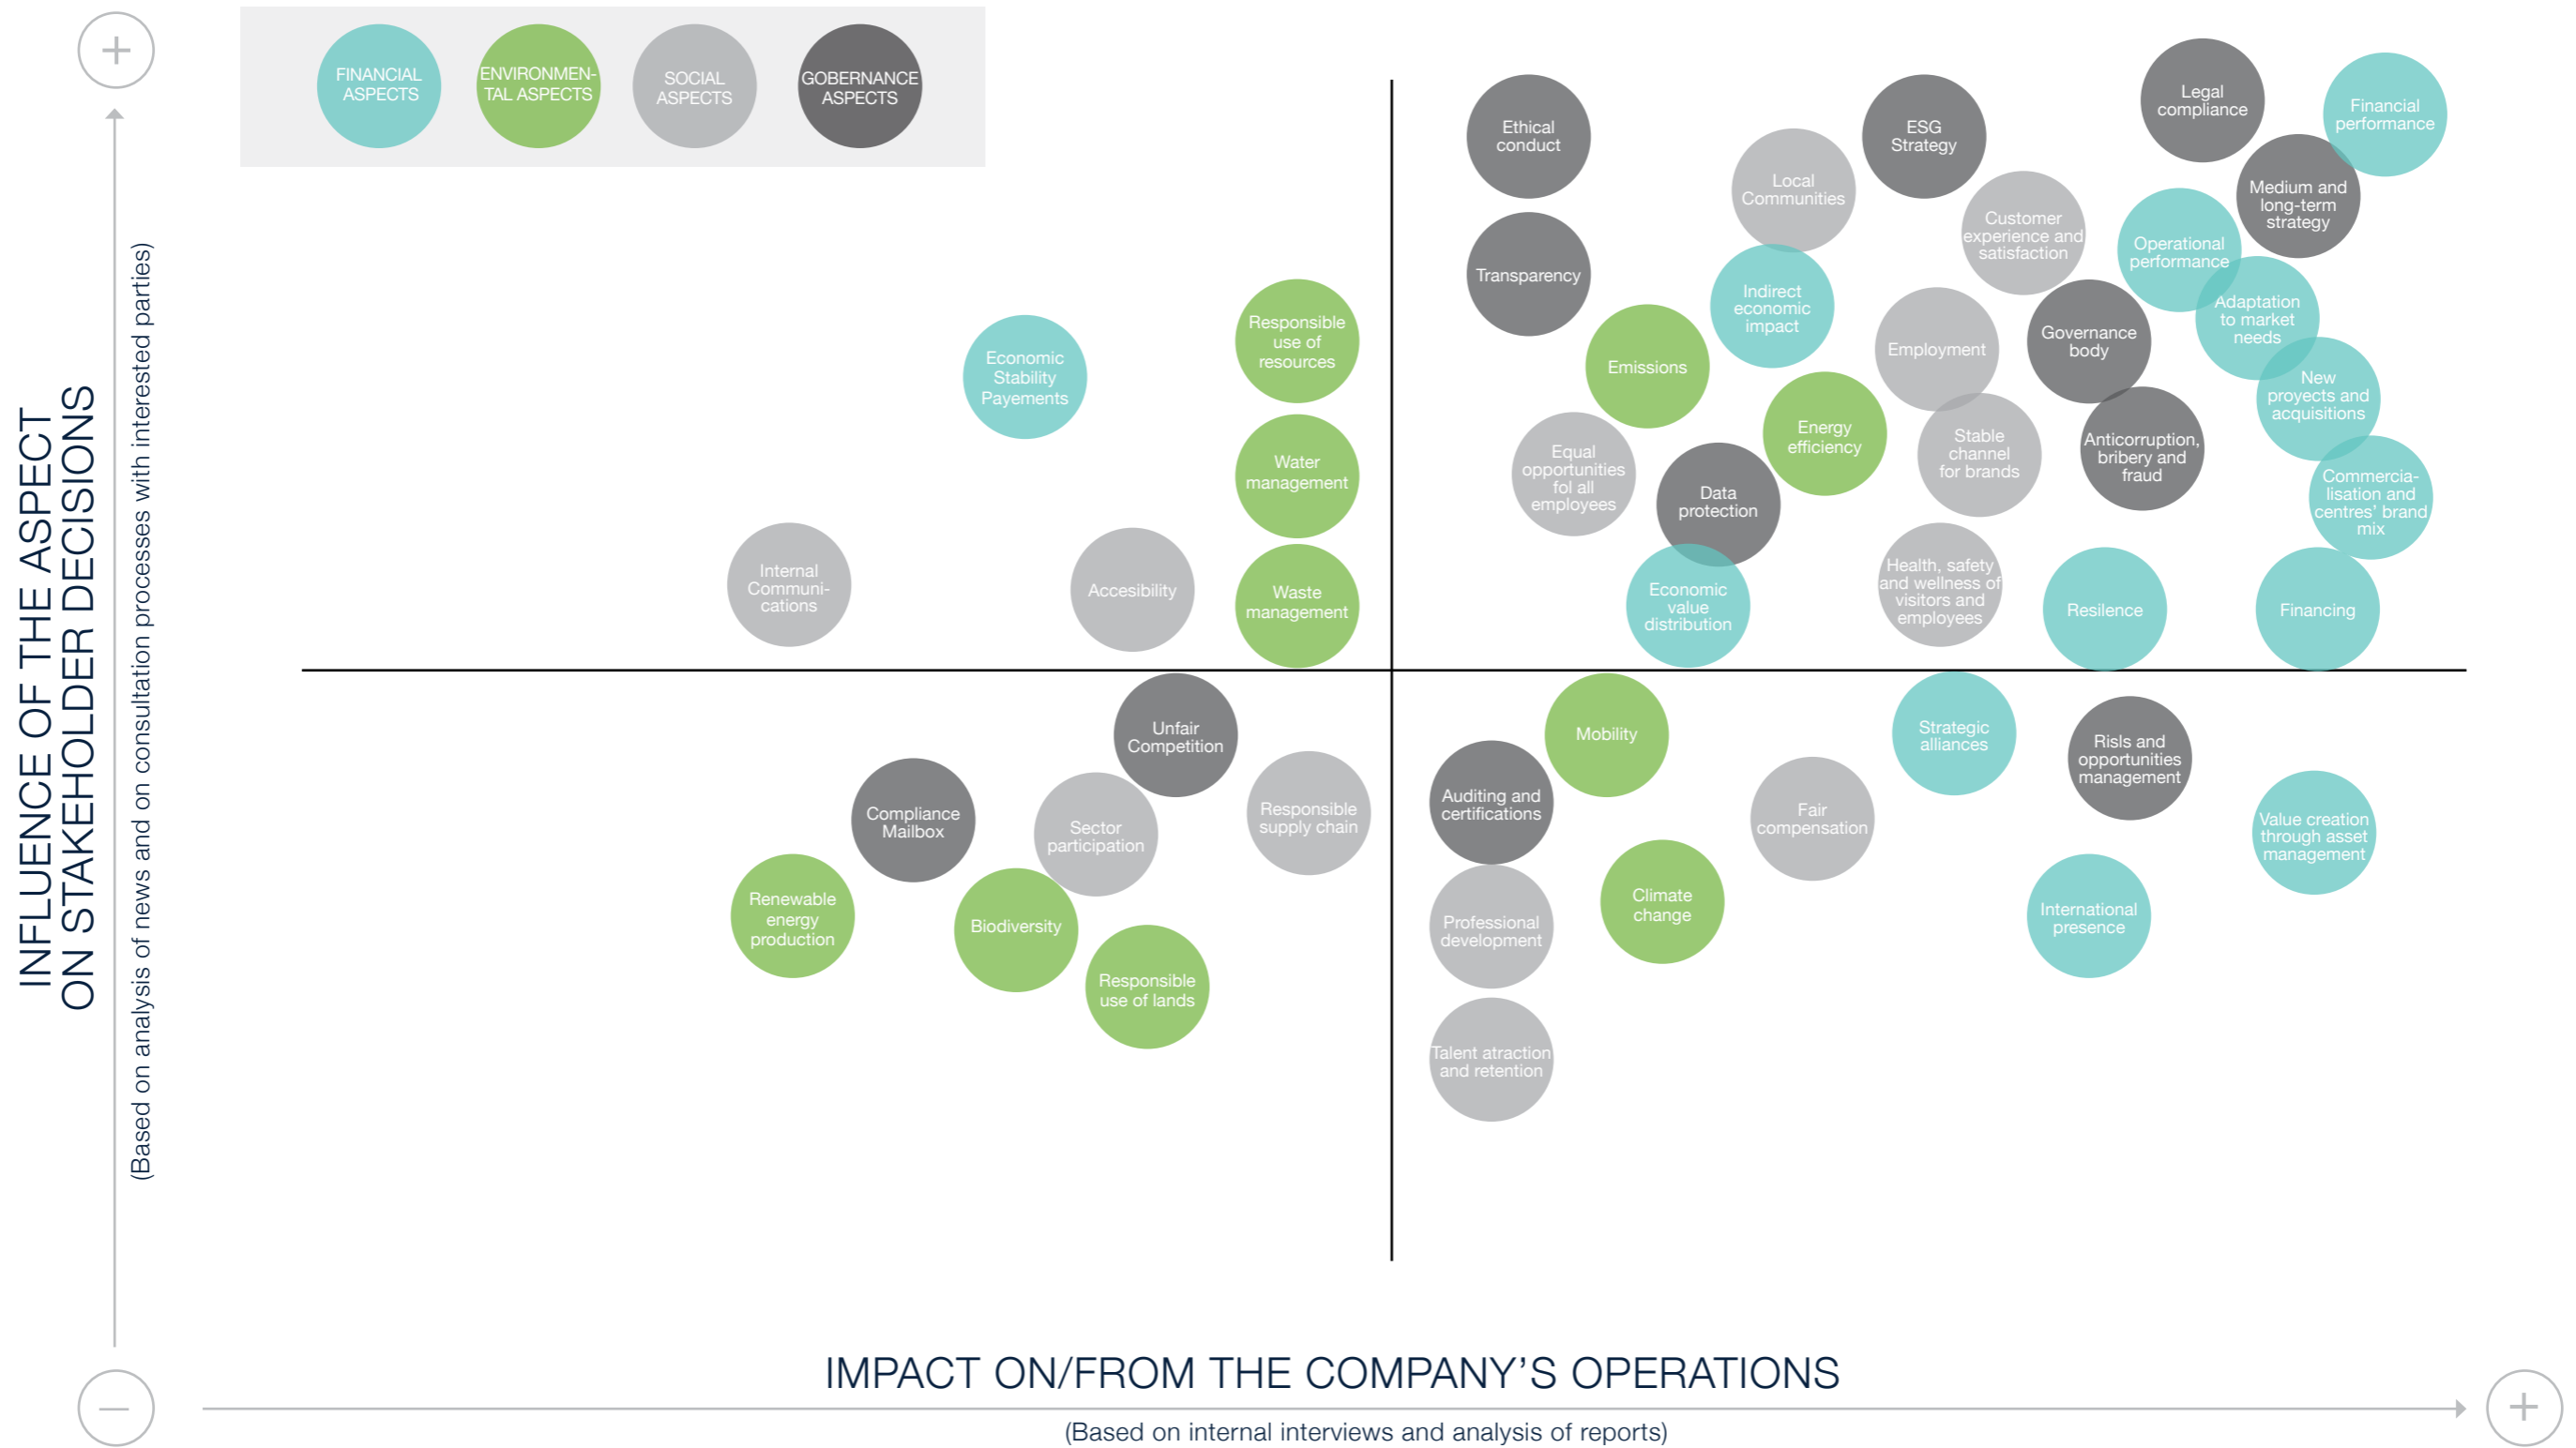 FINANCIAL
ASPECTS
ENVIRONMEN-
TAL ASPECTS
SOCIAL
ASPECTS
GOBERNANCE
ASPECTS
INFLUENCE OF THE ASPECT
ON STAKEHOLDER DECISIONS
(Based on analysis of news and on consultation processes with interested parties)
Economic
Stability
Payements
Responsible
use of
resources
Water
management
Internal
Communi-
cations
Accesibility
Waste
management
Ethical
conduct
Transparency
Local
Communities
ESG
Strategy
Legal
compliance
Financial
performance
Medium and
long-term
strategy
Customer
experience and
satisfaction
Operational
performance
Indirect
economic
impact
Adaptation
to market
needs
Emissions
Employment
Governance
body
New
proyects and
acquisitions
Energy
efficiency
Stable
channel
for brands
Anticorruption,
bribery and
fraud
Equal
opportunities
fol all
employees
Data
protection
Commercia-
lisation and
centres' brand
mix
Economic
value
distribution
Health, safety
and wellness of
visitors and
employees
Resilence
Financing
Unfair
Competition
Compliance
Mailbox
Sector
participation
Responsible
supply chain
Renewable
energy
production
Biodiversity
Responsible
use of lands
Mobility
Auditing and
certifications
Strategic
alliances
Risls and
opportunities
management
Fair
compensation
Value creation
through asset
management
Climate
change
Professional
development
International
presence
Talent atraction
and retention
IMPACT ON/FROM THE COMPANY'S OPERATIONS
(Based on internal interviews and analysis of reports)